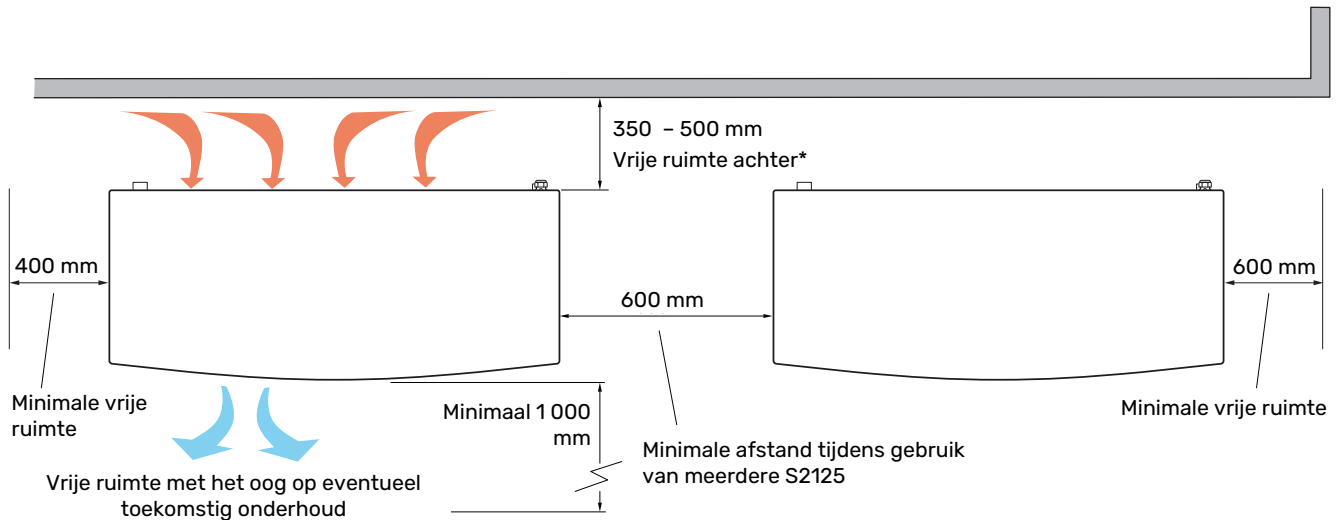 350 – 500 mm
Vrije ruimte achter*
400 mm
600 mm
600 mm
Minimale vrije
ruimte
Minimaal 1 000
mm
Minimale vrije ruimte
Minimale afstand tijdens gebruik
van meerdere S2125
Vrije ruimte met het oog op eventueel
toekomstig onderhoud